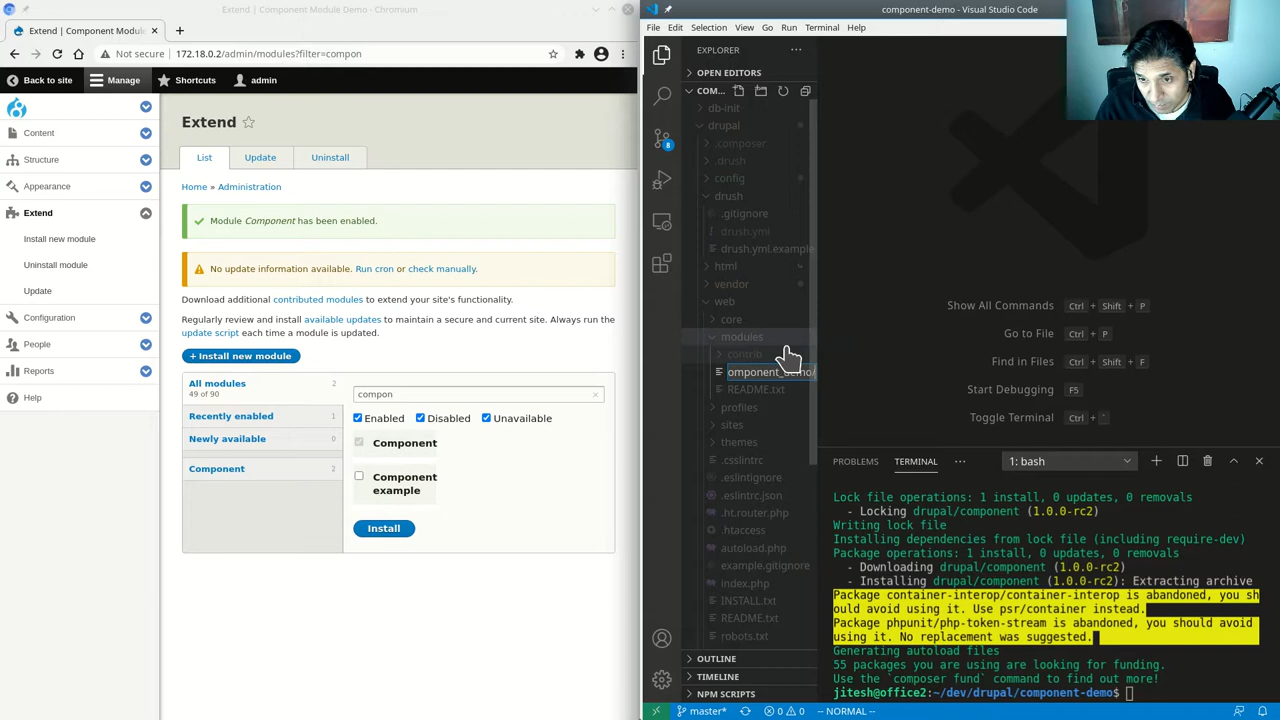 Extend | Component Module Demo - Chromium
Extend | Component Modul
Not secure | 172.18.0.2/admin/modules?filter=compon
Back to site
Manage
Shortcuts
admin
Content
Structure
Appearance
Extend
Install new module
Uninstall module
Update
Configuration
People
Reports
Help
Extend
List
Update
Uninstall
Home » Administration
Module Component has been enabled.
No update information available. Run cron or check manually.
Download additional contributed modules to extend your site's functionality.
Regularly review and install available updates to maintain a secure and current site. Always run the
update script each time a module is updated.
+ Install new module
All modules 2
49 of 90
Recently enabled 1
Newly available 0
Component 2
compon
Enabled Disabled Unavailable
Component
Component
example
Install
component-demo - Visual Studio Code
File Edit Selection View Go Run Terminal
8
EXPLORER
OPEN EDITORS
COM...
db-init
drupal
.composer
.drush
config
drush
.gitignore
drush.yml
drush.yml.example
html
vendor
web
core
modules
contrib
omponent_demo/
README.txt
profiles
sites
themes
.csslintrc
.eslintignore
.eslintrc.json
.ht.router.php
.htaccess
autoload.php
example.gitignore
index.php
INSTALL.txt
README.txt
robots.txt
OUTLINE
TIMELINE
NPM SCRIPTS
Show All Commands Ctrl + Shift + P
Go to File Ctrl + P
Find in Files Ctrl + Shift + F
Start Debugging F5
Toggle Terminal Ctrl + `
PROBLEMS TERMINAL ... 1: bash
Lock file operations: 1 install, 0 updates, 0 removals
- Locking drupal/component (1.0.0-rc2)
Writing lock file
Installing dependencies from lock file (including require-dev)
Package operations: 1 install, 0 updates, 0 removals
- Downloading drupal/component (1.0.0-rc2)
- Installing drupal/component (1.0.0-rc2): Extracting archive
Package container-interop/container-interop is abandoned, you sh
ould avoid using it. Use psr/container instead.
Package phpunit/php-token-stream is abandoned, you should avoid
using it. No replacement was suggested.
Generating autoload files
55 packages you are using are looking for funding.
Use the `composer fund` command to find out more!
jitesh@office2:~/dev/drupal/component-demo$
master* 0 0 -- NORMAL --